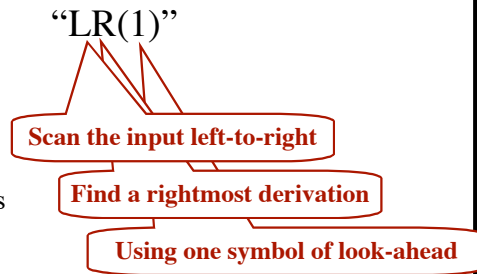 “LR(1)”
Scan the input left-to-right
Find a rightmost derivation
s
Using one symbol of look-ahead